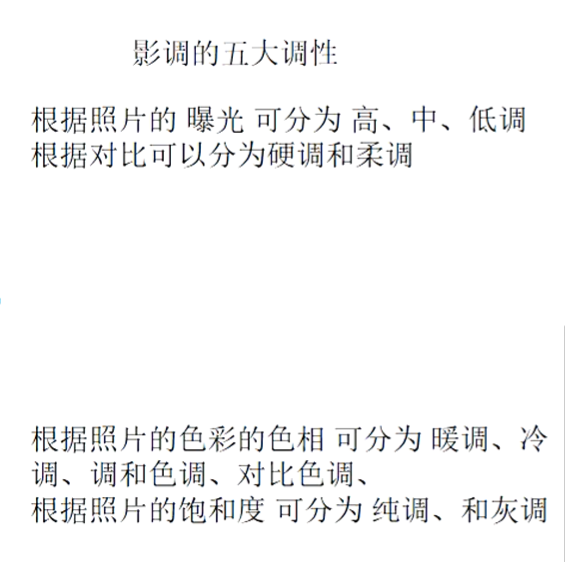 影调的五大调性
根据照片的 曝光 可分为 高、中、低调
根据对比可以分为硬调和柔调
根据照片的色彩的色相 可分为 暖调、冷
调、调和色调、对比色调、
根据照片的饱和度 可分为 纯调、和灰调